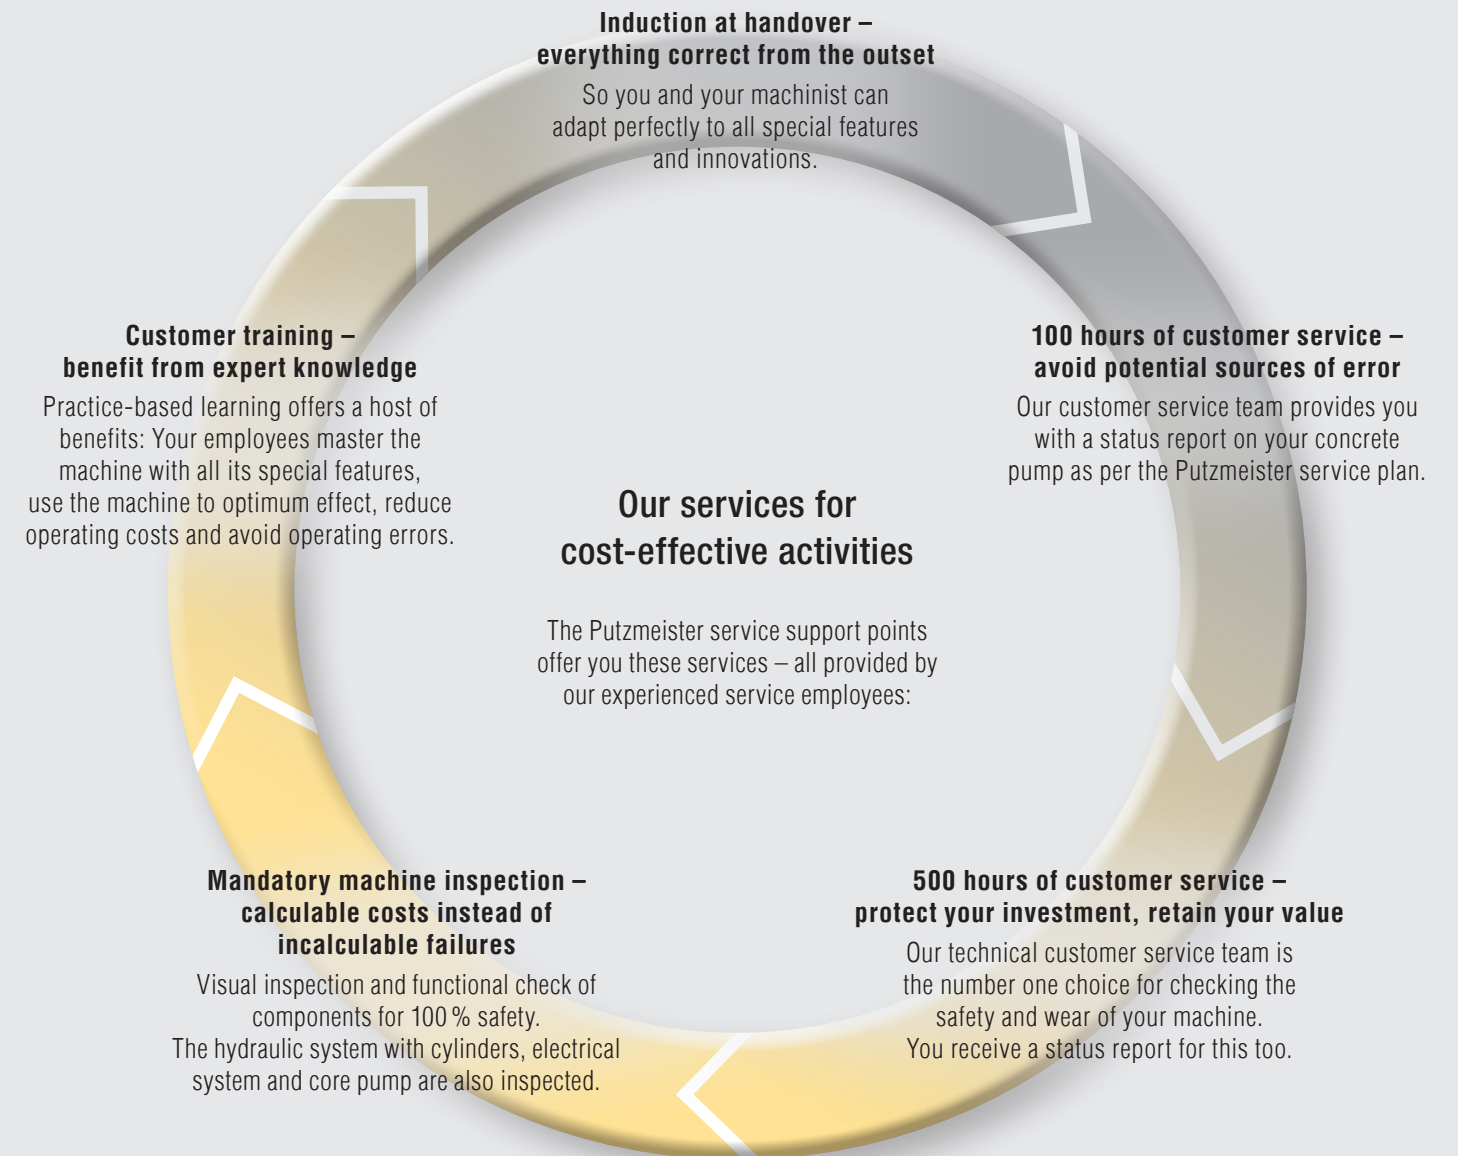 Induction at handover –
everything correct from the outset
So you and your machinist can
adapt perfectly to all special features
and innovations.
100 hours of customer service –
avoid potential sources of error
Our customer service team provides you
with a status report on your concrete
pump as per the Putzmeister service plan.
500 hours of customer service –
protect your investment, retain your value
Our technical customer service team is
the number one choice for checking the
safety and wear of your machine.
You receive a status report for this too.
Mandatory machine inspection –
calculable costs instead of
incalculable failures
Visual inspection and functional check of
components for 100 % safety.
The hydraulic system with cylinders, electrical
system and core pump are also inspected.
Customer training –
benefit from expert knowledge
Practice-based learning offers a host of
benefits: Your employees master the
machine with all its special features,
use the machine to optimum effect, reduce
operating costs and avoid operating errors.
Our services for
cost-effective activities
The Putzmeister service support points
offer you these services – all provided by
our experienced service employees: